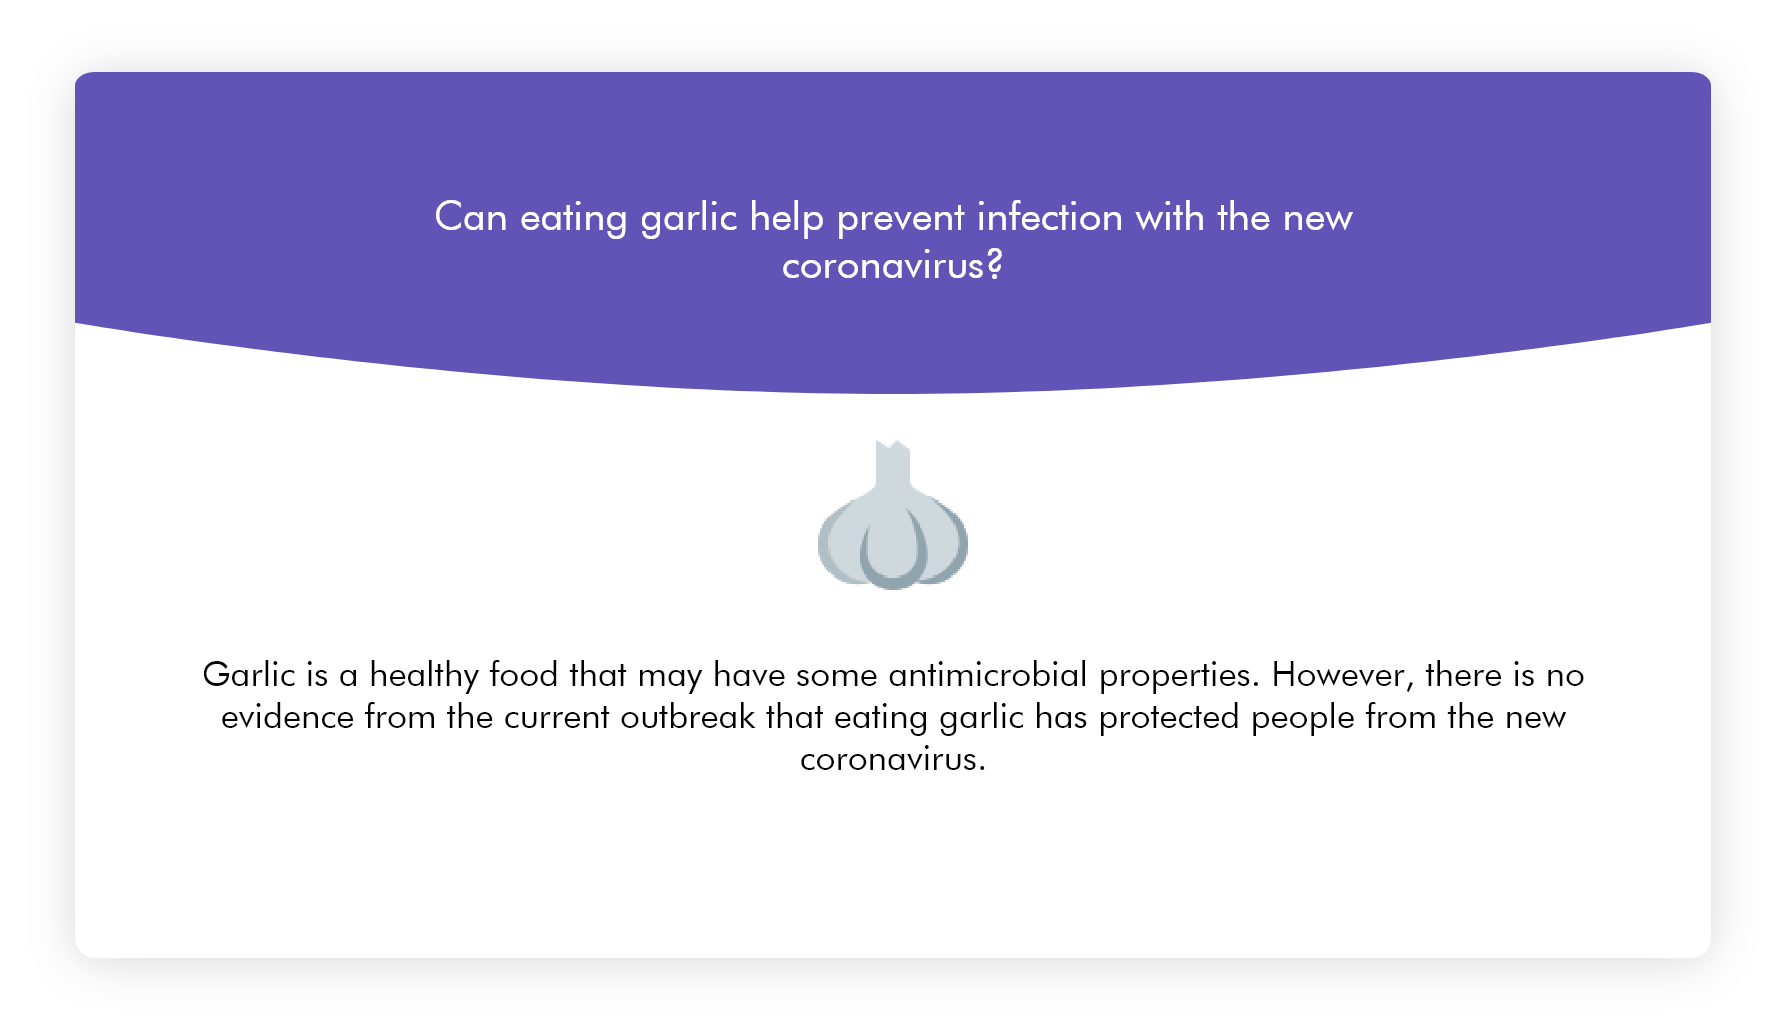 Can eating garlic help prevent infection with the new
coronavirus?
Garlic is a healthy food that may have some antimicrobial properties. However, there is no
evidence from the current outbreak that eating garlic has protected people from the new
coronavirus.